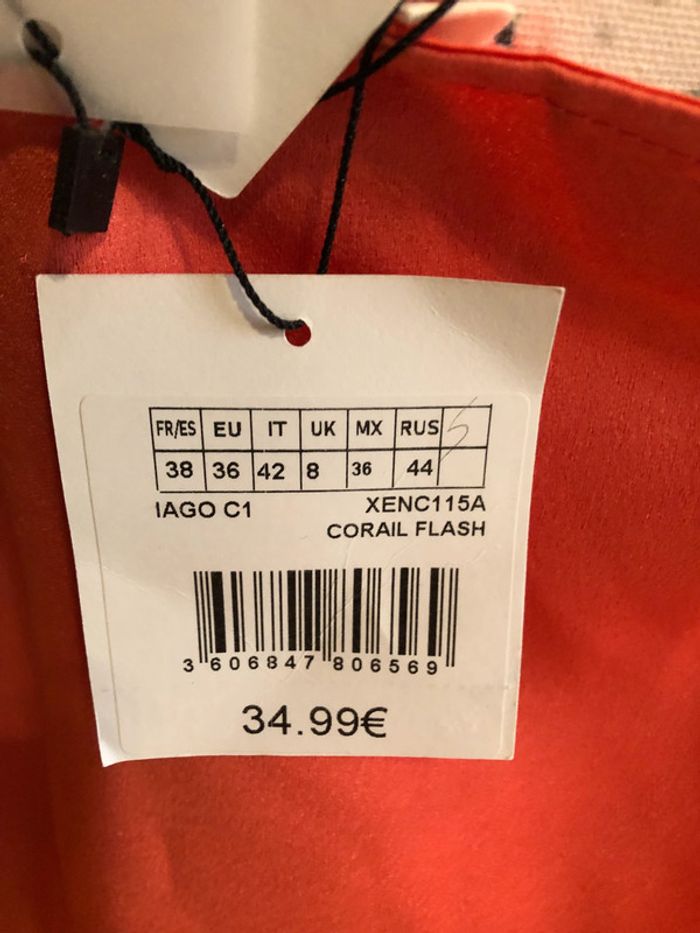 FR/ES EU IT UK MX RUS 5
38 36 42 8 36 44
IAGO C1 XENC115A
CORAIL FLASH
3 606847 806569
34.99€